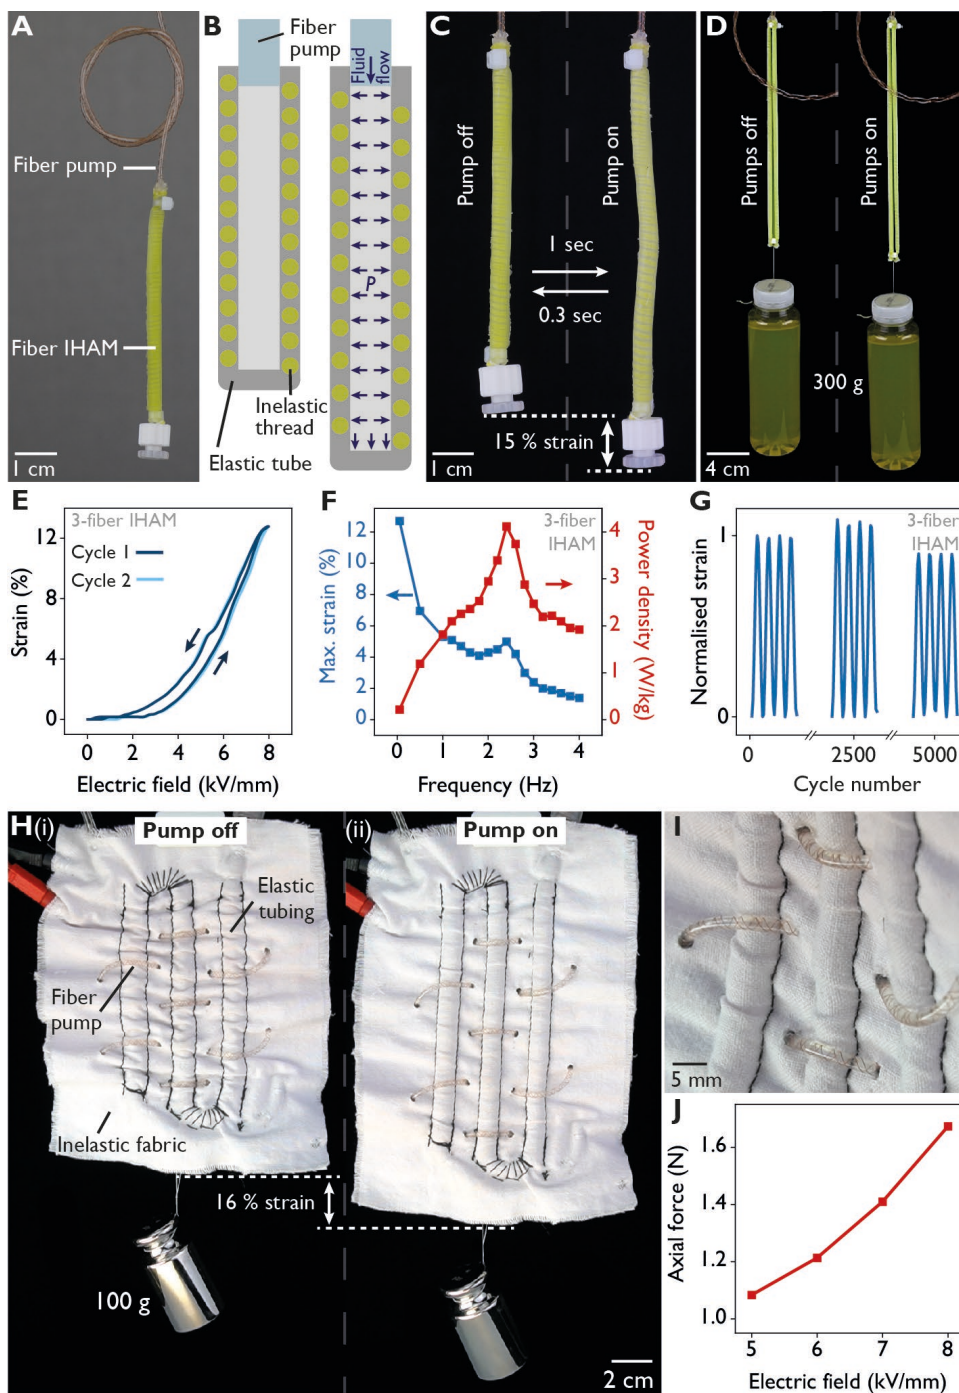 A
Fiber pump
Fiber IHAM
1 cm
B
Fiber
pump
Fluid
flow
P
Inelastic
thread
Elastic tube
C
Pump off
Pump on
1 sec
0.3 sec
15 % strain
1 cm
D
Pumps off
Pumps on
300 g
4 cm
E
3-fiber IHAM
Cycle 1
Cycle 2
Strain (%)
12
8
4
0
0 2 4 6 8
Electric field (kV/mm)
F
3-fiber
IHAM
Max. strain (%)
12
10
8
6
4
2
0
Power density (W/kg)
4
3
2
1
0
0 1 2 3 4
Frequency (Hz)
G
3-fiber
IHAM
Normalised strain
1
0
0 2500 5000
Cycle number
H(i)
Pump off
Elastic
tubing
Fiber
pump
Inelastic fabric
16 % strain
100 g
(ii)
Pump on
2 cm
I
5 mm
J
Axial force (N)
1.6
1.4
1.2
1.0
5 6 7 8
Electric field (kV/mm)